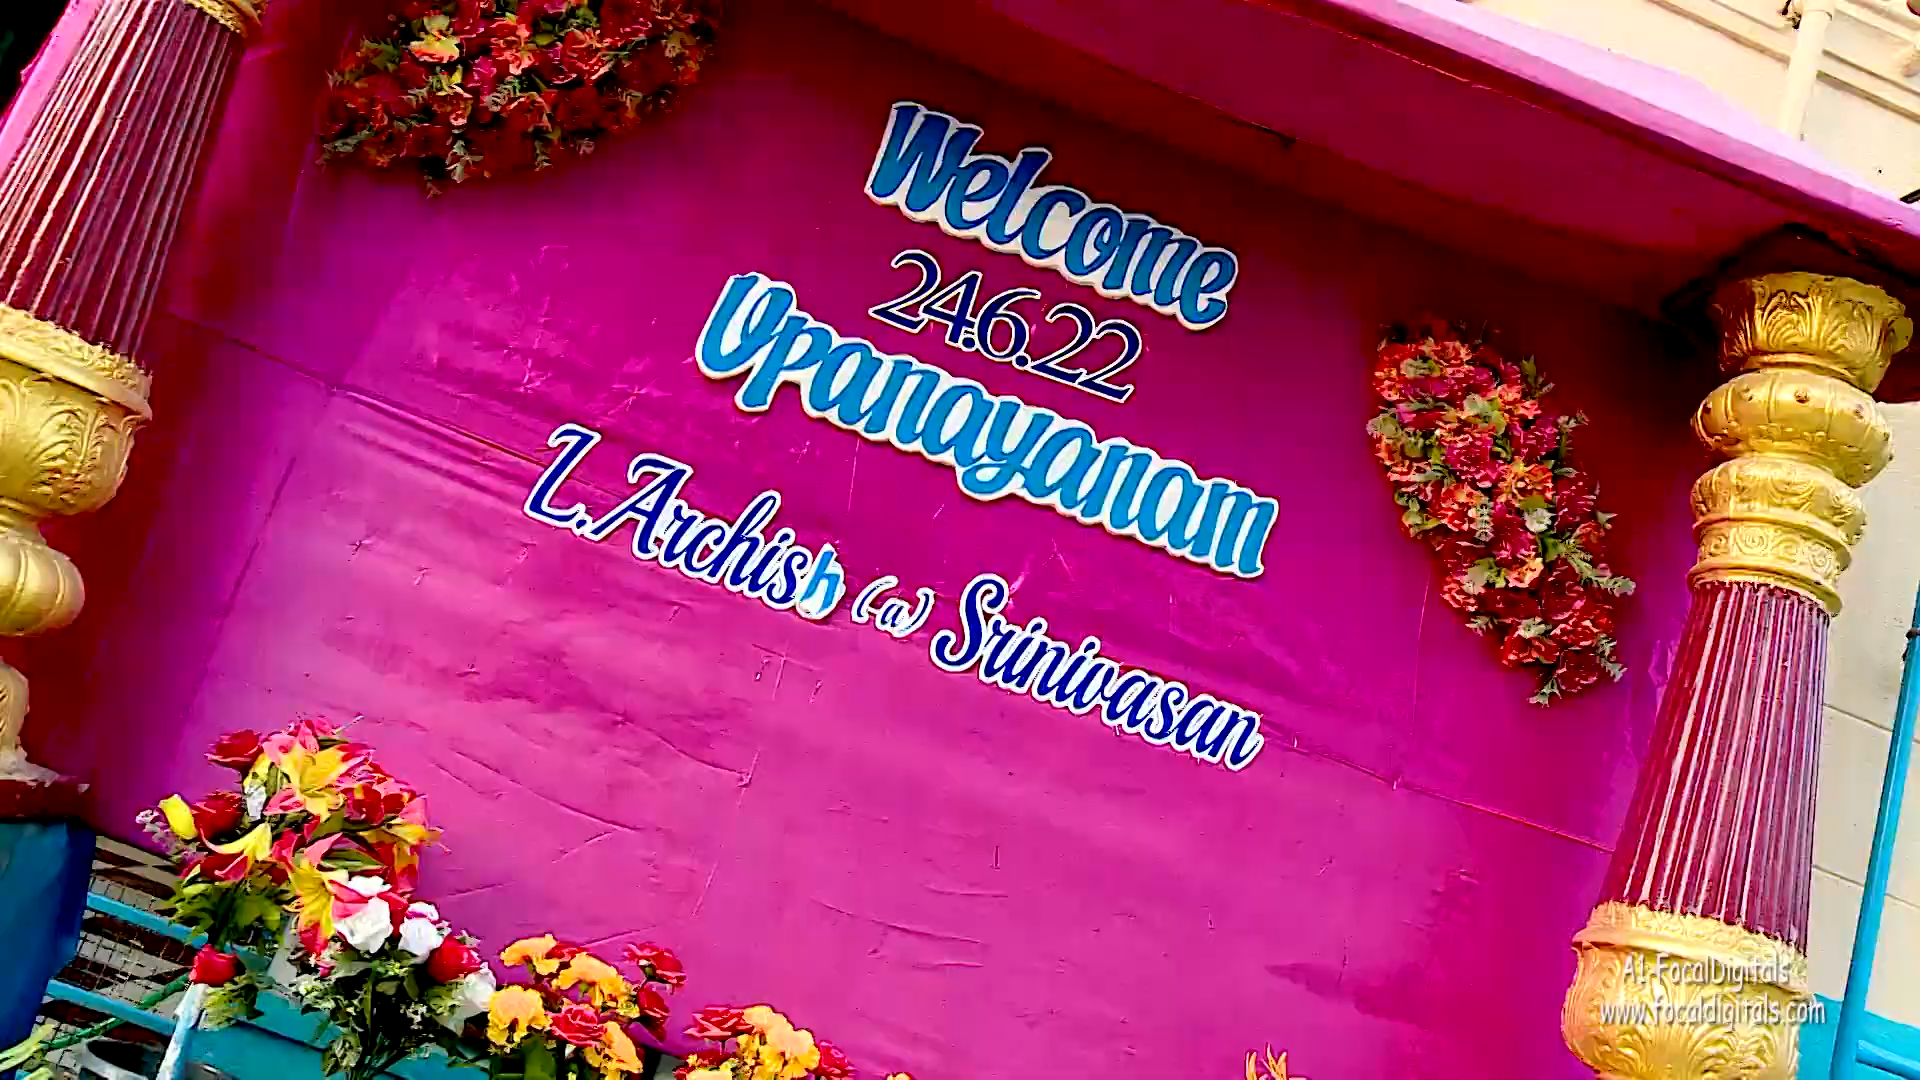 Welcome
24.6.22
Upanayanam
L.Archish (a) Srinivasan
A1-FocalDigitals
www.focaldigitals.com